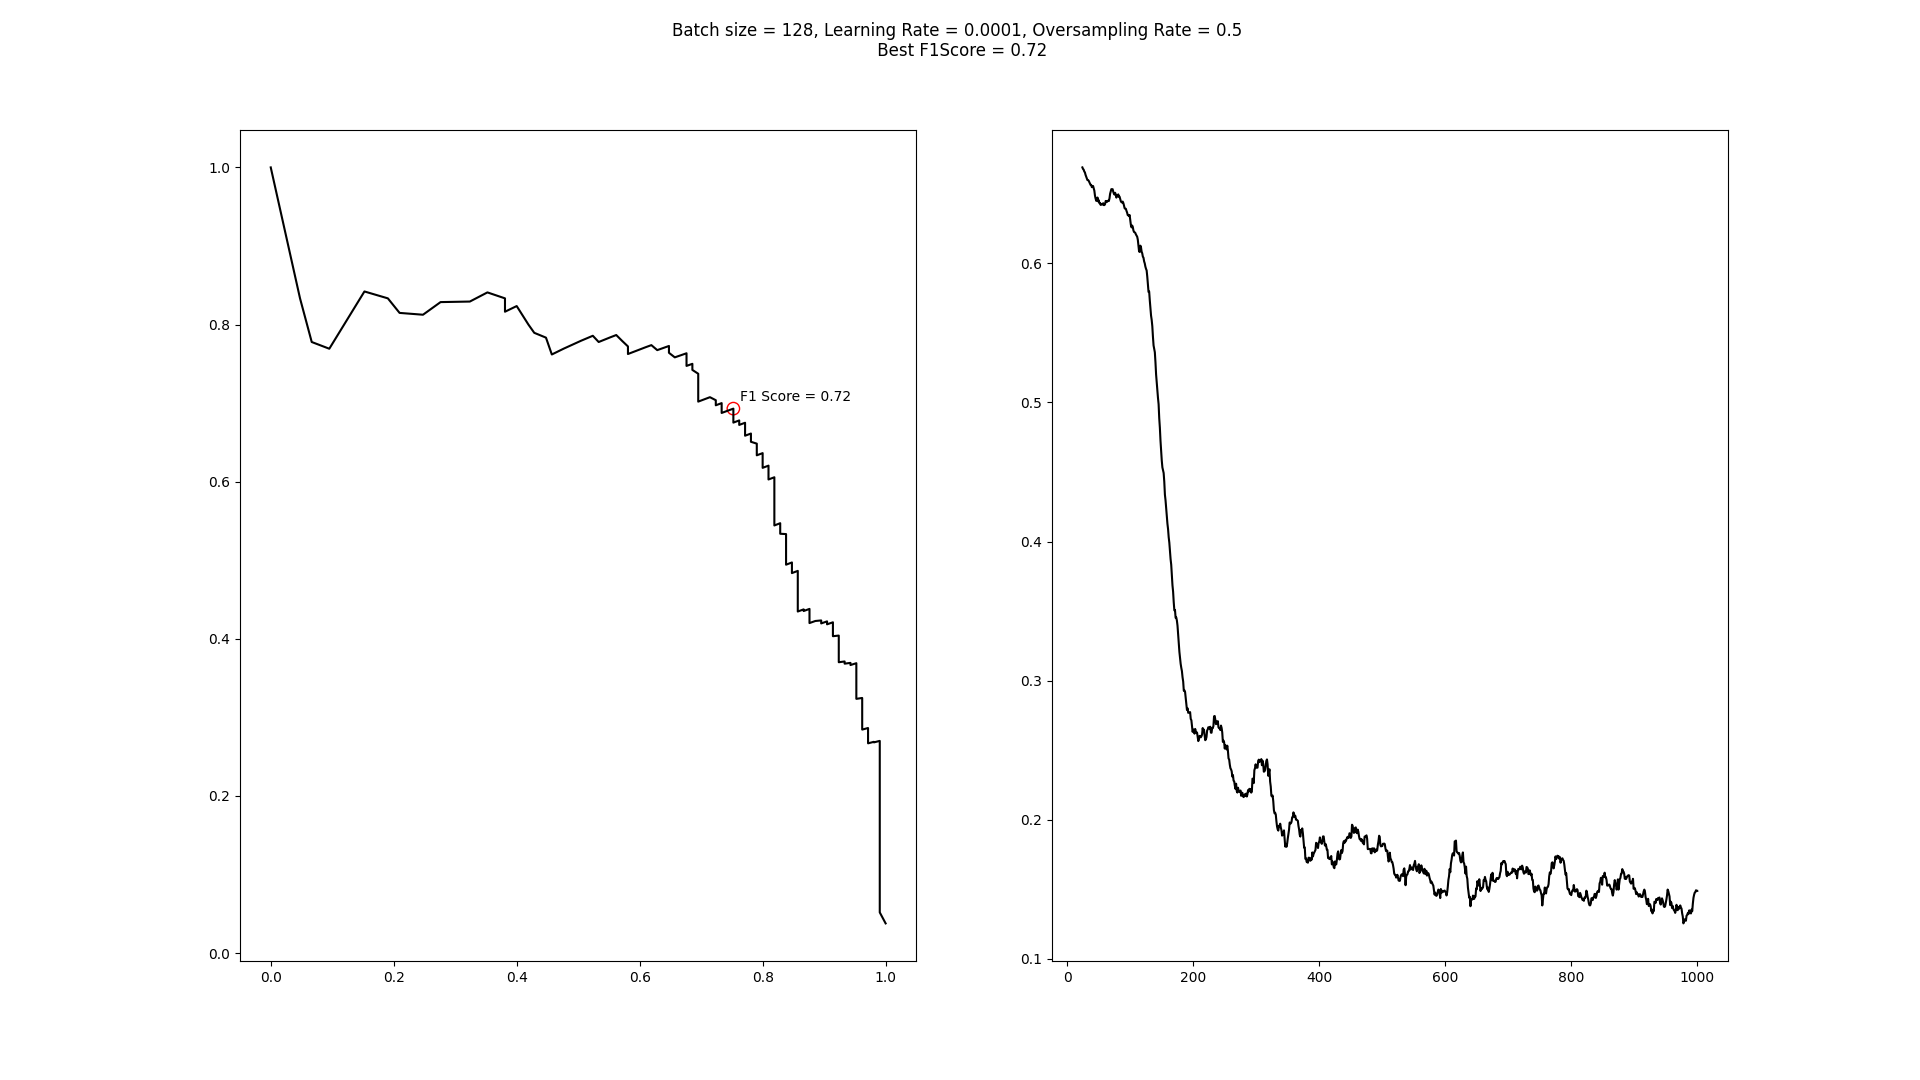 Batch size = 128, Learning Rate = 0.0001, Oversampling Rate = 0.5
Best F1Score = 0.72
1.0
0.8
0.6
0.4
0.2
0.0
0.0 0.2 0.4 0.6 0.8 1.0
F1 Score = 0.72
0.6
0.5
0.4
0.3
0.2
0.1
0 200 400 600 800 1000